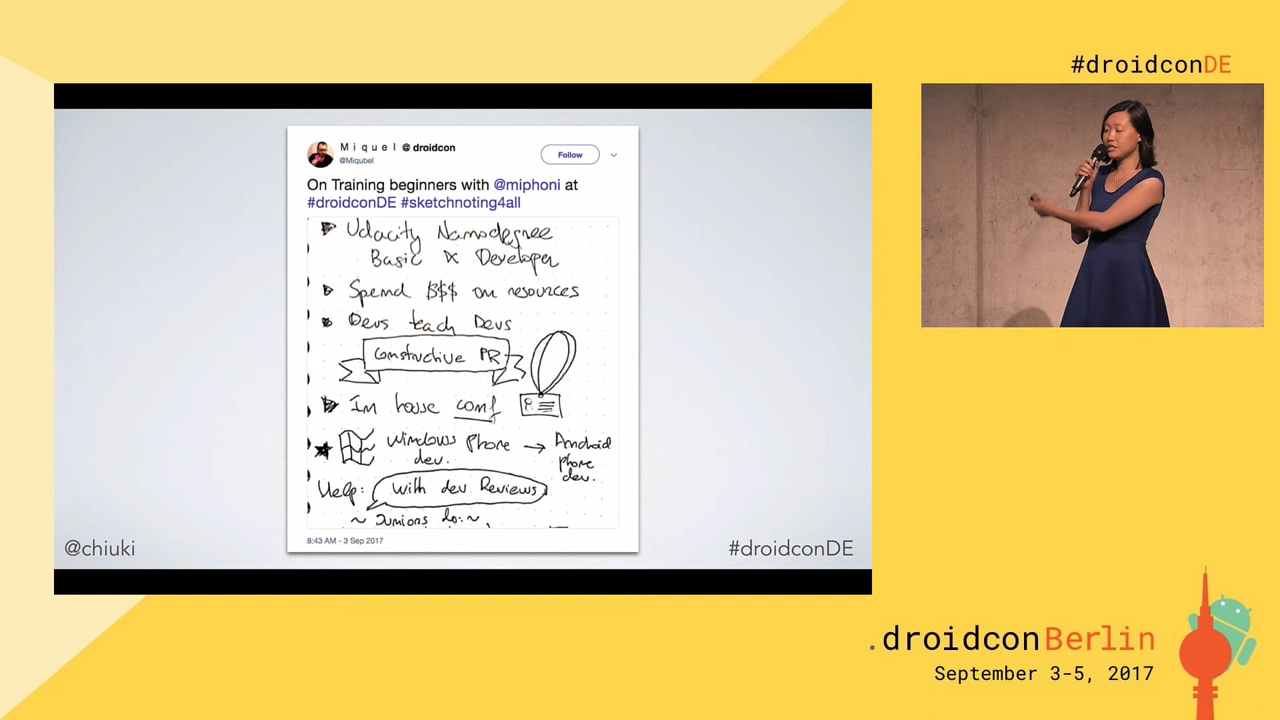 #droidconDE
M i q u e l @ droidcon
@Miqubel
Follow
On Training beginners with @miphoni at
#droidconDE #sketchnoting4all
Udacity Nanodegree
Basic & Developer
Spend $$$ on resources
Devs teach Devs
Constructive PR
In house conf
Windows Phone dev. → Android phone dev.
Help: with dev Reviews
~ Juniors do: ~
8:43 AM - 3 Sep 2017
@chiuki
#droidconDE
.droidconBerlin
September 3-5, 2017